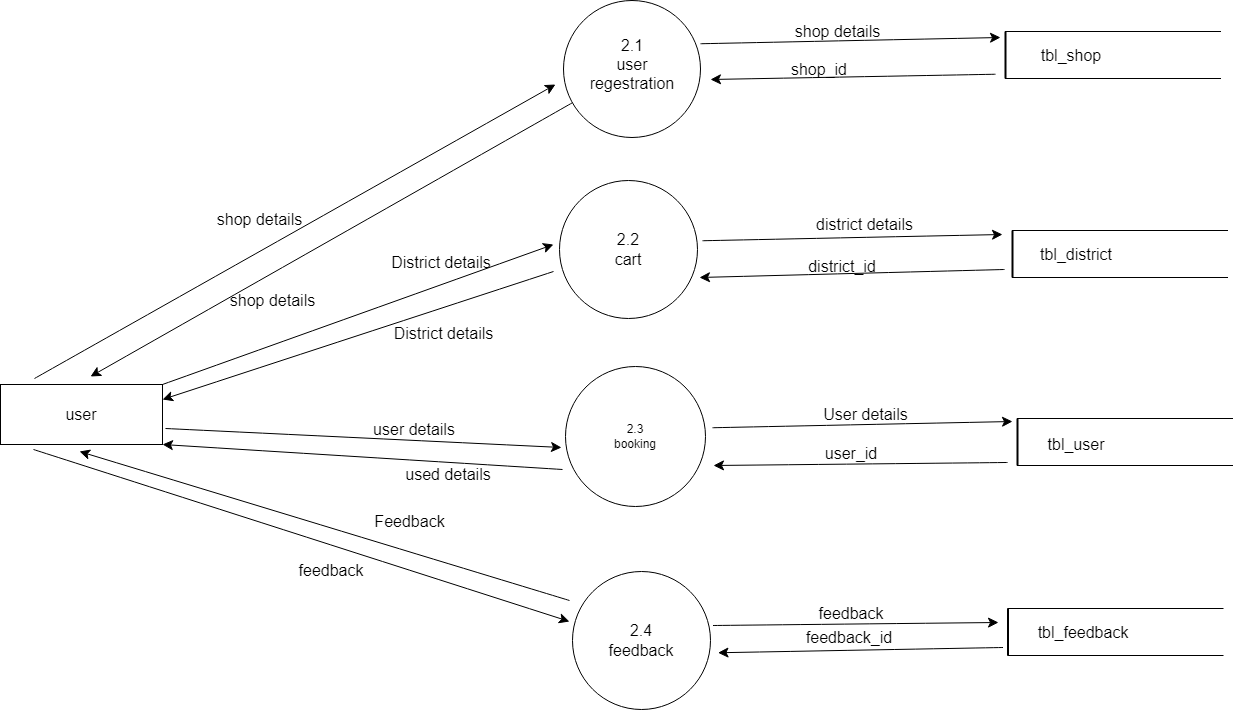 2.1
user
regestration
shop details
shop_id
tbl_shop
shop details
shop details
2.2
cart
district details
district_id
tbl_district
District details
District details
user
user details
used details
2.3
booking
User details
user_id
tbl_user
Feedback
feedback
2.4
feedback
feedback
feedback_id
tbl_feedback